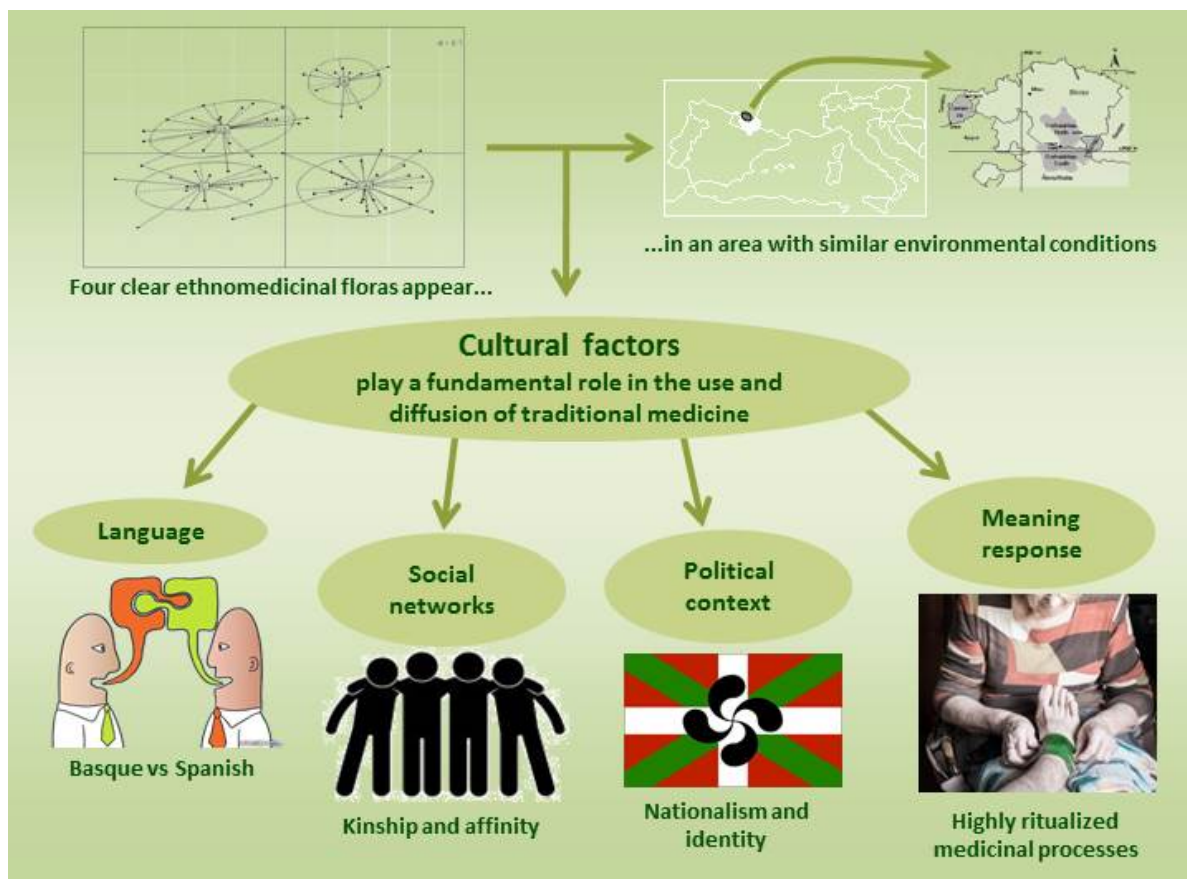 Four clear ethnomedicinal floras appear...
...in an area with similar environmental conditions
Cultural factors
play a fundamental role in the use and
diffusion of traditional medicine
Language
Social
networks
Political
context
Meaning
response
Basque vs Spanish
Kinship and affinity
Nationalism and
identity
Highly ritualized
medicinal processes